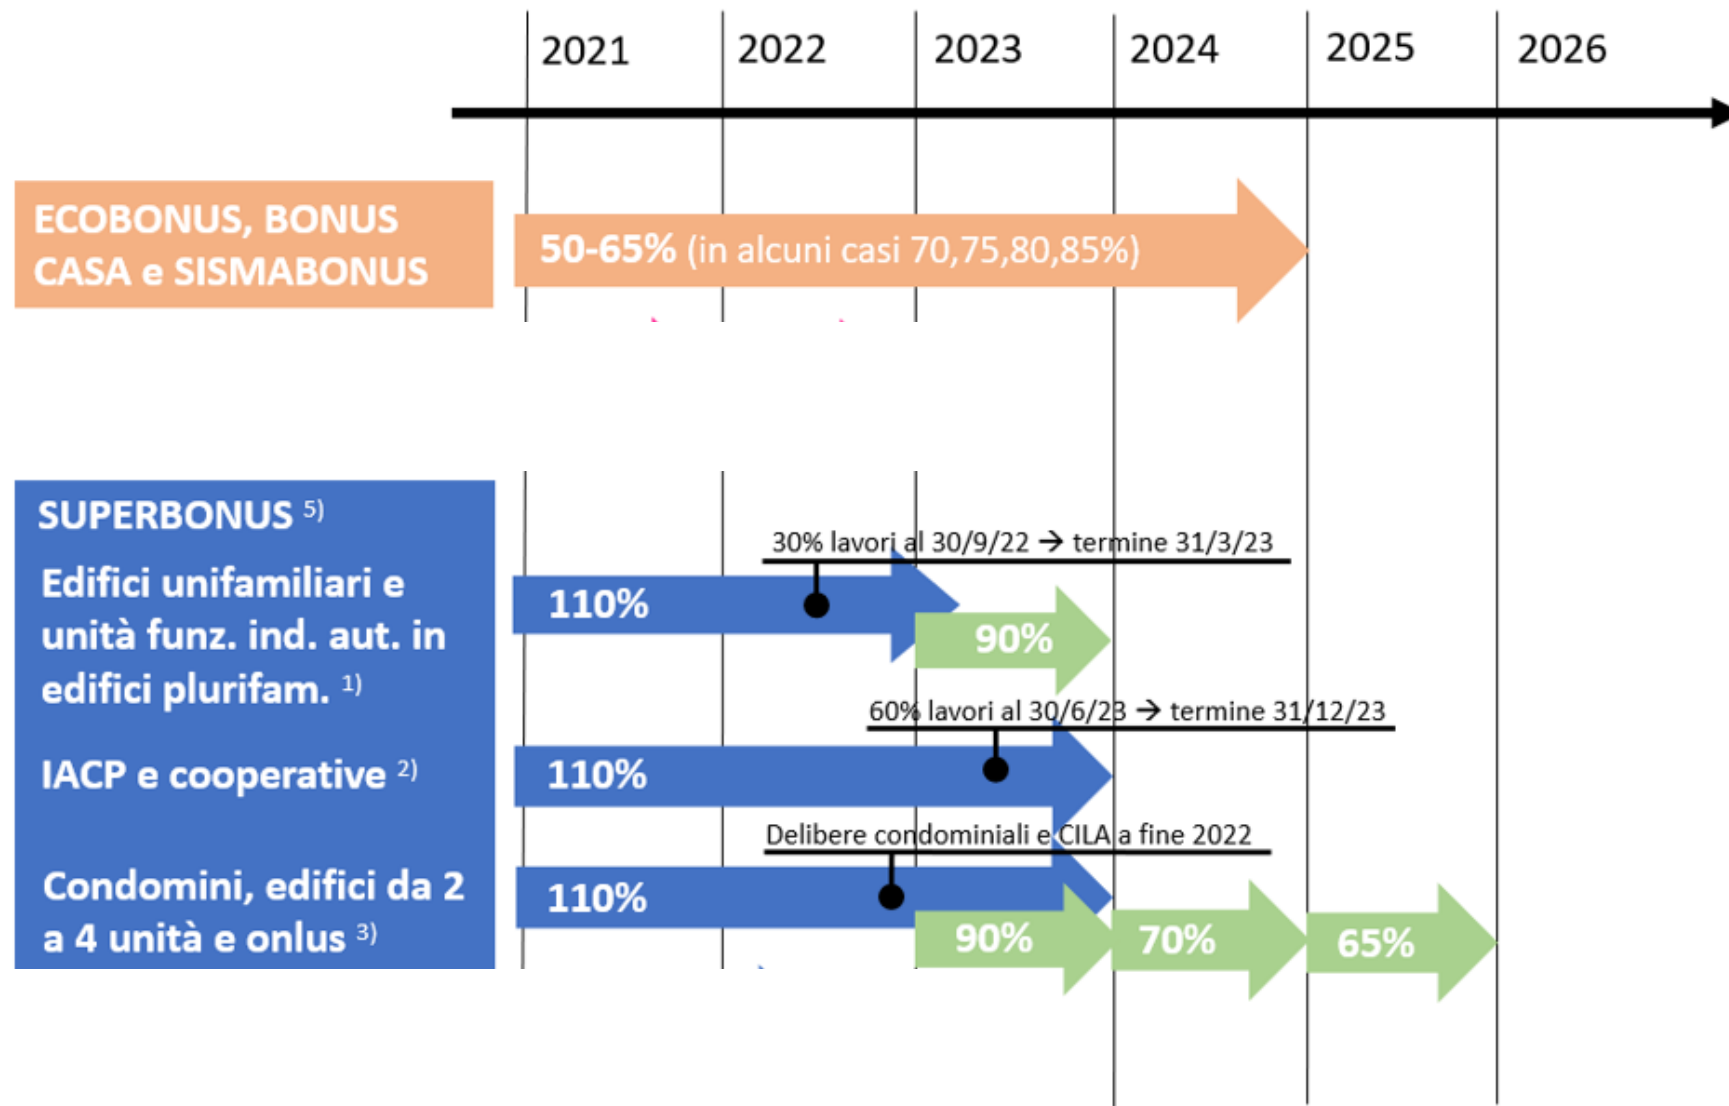 2021 2022 2023 2024 2025 2026
ECOBONUS, BONUS
CASA e SISMABONUS
50-65% (in alcuni casi 70,75,80,85%)
SUPERBONUS 5)
30% lavori al 30/9/22 → termine 31/3/23
Edifici unifamiliari e
unità funz. ind. aut. in
edifici plurifam. 1)
110%
90%
60% lavori al 30/6/23 → termine 31/12/23
IACP e cooperative 2)
110%
Delibere condominiali e CILA a fine 2022
Condomini, edifici da 2
a 4 unità e onlus 3)
110%
90% 70% 65%